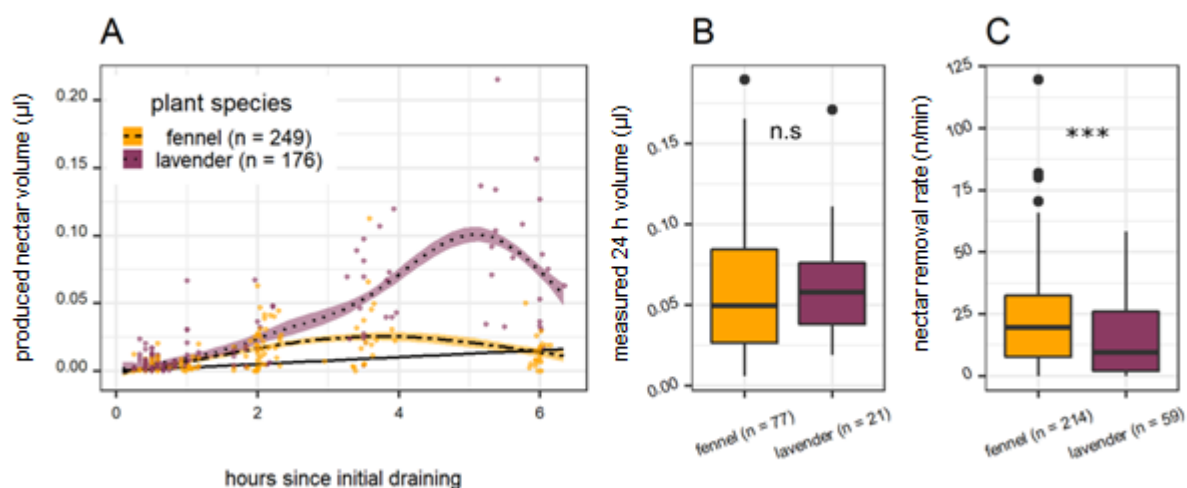 A
produced nectar volume (µl)
0.20
0.15
0.10
0.05
0.00
plant species
fennel (n = 249)
lavender (n = 176)
0
2
4
6
hours since initial draining
B
measured 24 h volume (µl)
0.15
0.10
0.05
0.00
n.s
fennel (n = 77)
lavender (n = 21)
C
nectar removal rate (n/min)
125
100
75
50
25
0
***
fennel (n = 214)
lavender (n = 59)